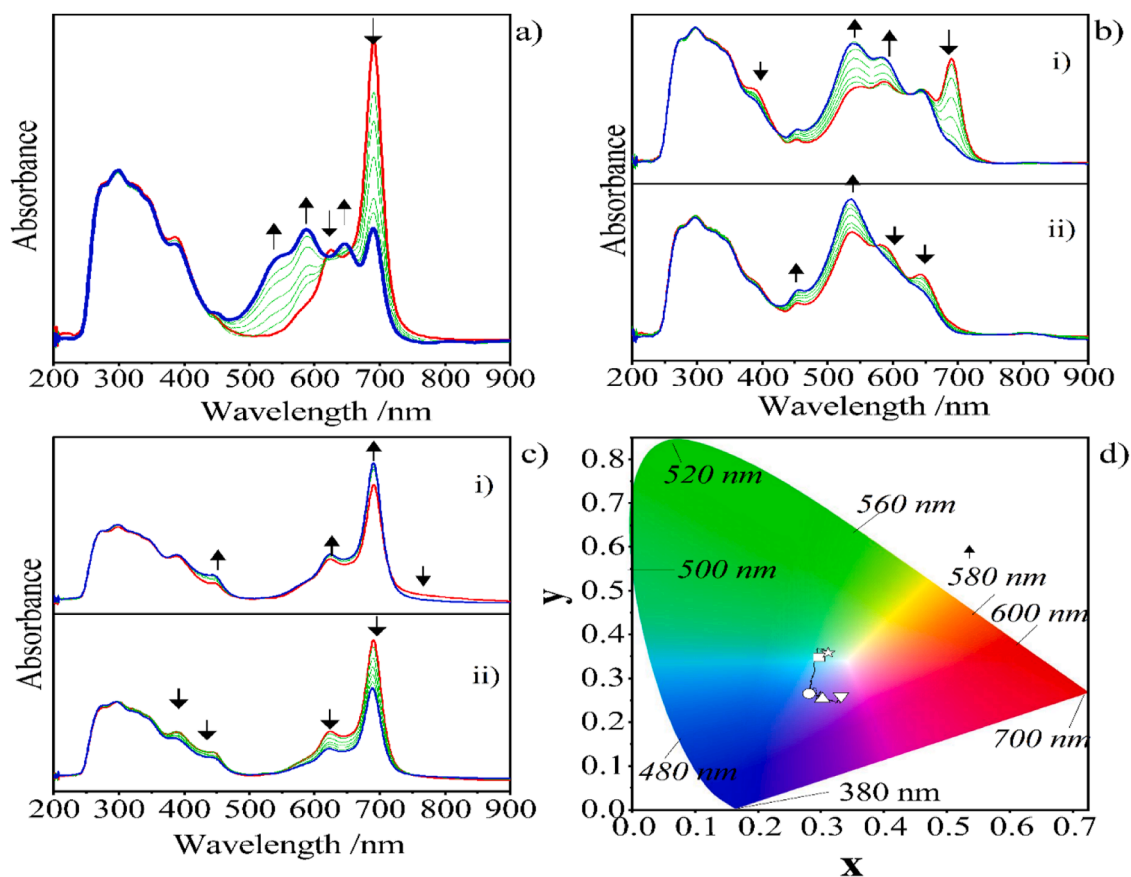 a)
Absorbance
200 300 400 500 600 700 800 900
Wavelength /nm
b)
i)
ii)
Absorbance
200 300 400 500 600 700 800 900
Wavelength /nm
c)
i)
ii)
Absorbance
200 300 400 500 600 700 800 900
Wavelength /nm
d)
0.8
0.7
0.6
0.5
0.4
0.3
0.2
0.1
0.0
y
520 nm
560 nm
500 nm
580 nm
600 nm
700 nm
480 nm
380 nm
0.0 0.1 0.2 0.3 0.4 0.5 0.6 0.7
x